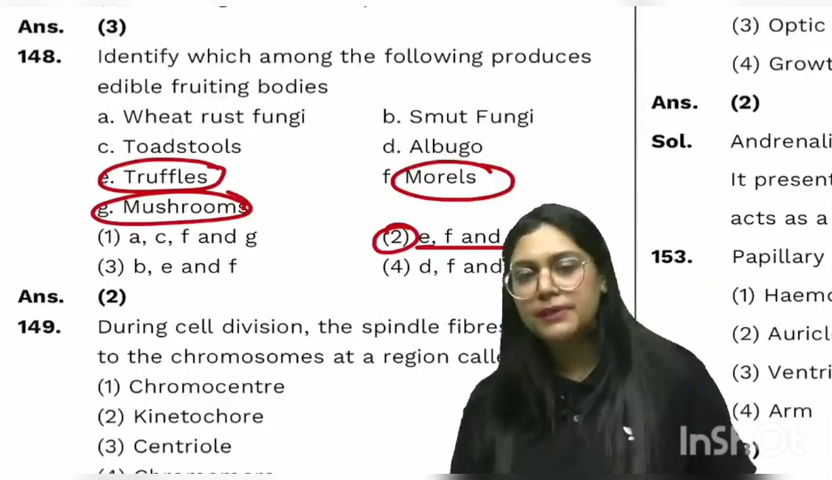 Ans. (3)
148. Identify which among the following produces
edible fruiting bodies
a. Wheat rust fungi b. Smut Fungi
c. Toadstools d. Albugo
e. Truffles f. Morels
g. Mushrooms
(1) a, c, f and g (2) e, f and
(3) b, e and f (4) d, f and
Ans. (2)
149. During cell division, the spindle fibres
to the chromosomes at a region
(1) Chromocentre
(2) Kinetochore
(3) Centriole
(3) Optic
(4) Growt
Ans. (2)
Sol. Andrenali
It present
acts as a
153. Papillary
(1) Haem
(2) Auricl
(3) Ventri
(4) Arm
InShOt